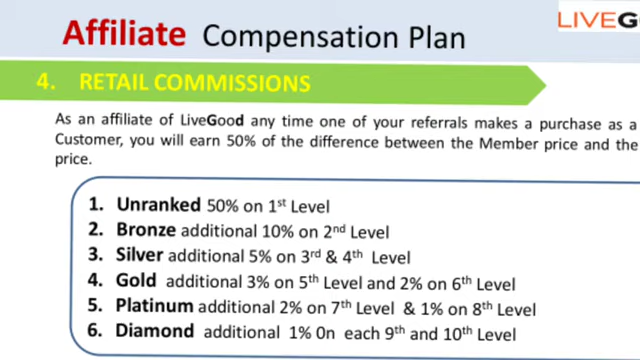 LIVEGO
Affiliate Compensation Plan
4. RETAIL COMMISSIONS
As an affiliate of LiveGood any time one of your referrals makes a purchase as a
Customer, you will earn 50% of the difference between the Member price and the
price.
1. Unranked 50% on 1st Level
2. Bronze additional 10% on 2nd Level
3. Silver additional 5% on 3rd & 4th Level
4. Gold additional 3% on 5th Level and 2% on 6th Level
5. Platinum additional 2% on 7th Level & 1% on 8th Level
6. Diamond additional 1% 0n each 9th and 10th Level